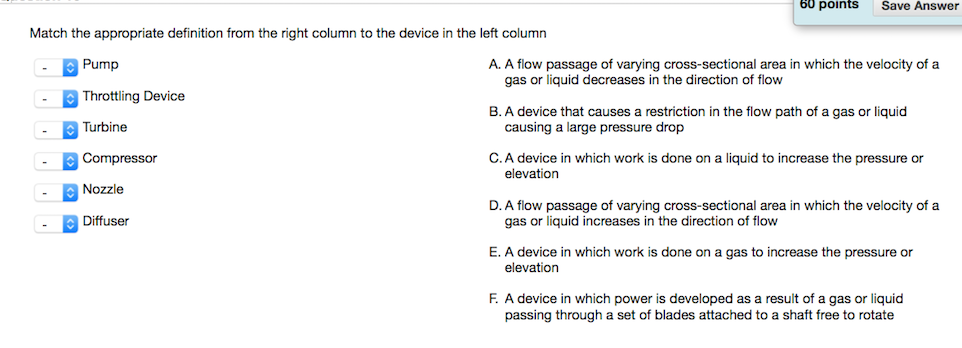 60 points Save Answer
Match the appropriate definition from the right column to the device in the left column
- Pump
- Throttling Device
- Turbine
- Compressor
- Nozzle
- Diffuser
A. A flow passage of varying cross-sectional area in which the velocity of a
gas or liquid decreases in the direction of flow
B. A device that causes a restriction in the flow path of a gas or liquid
causing a large pressure drop
C. A device in which work is done on a liquid to increase the pressure or
elevation
D. A flow passage of varying cross-sectional area in which the velocity of a
gas or liquid increases in the direction of flow
E. A device in which work is done on a gas to increase the pressure or
elevation
F. A device in which power is developed as a result of a gas or liquid
passing through a set of blades attached to a shaft free to rotate